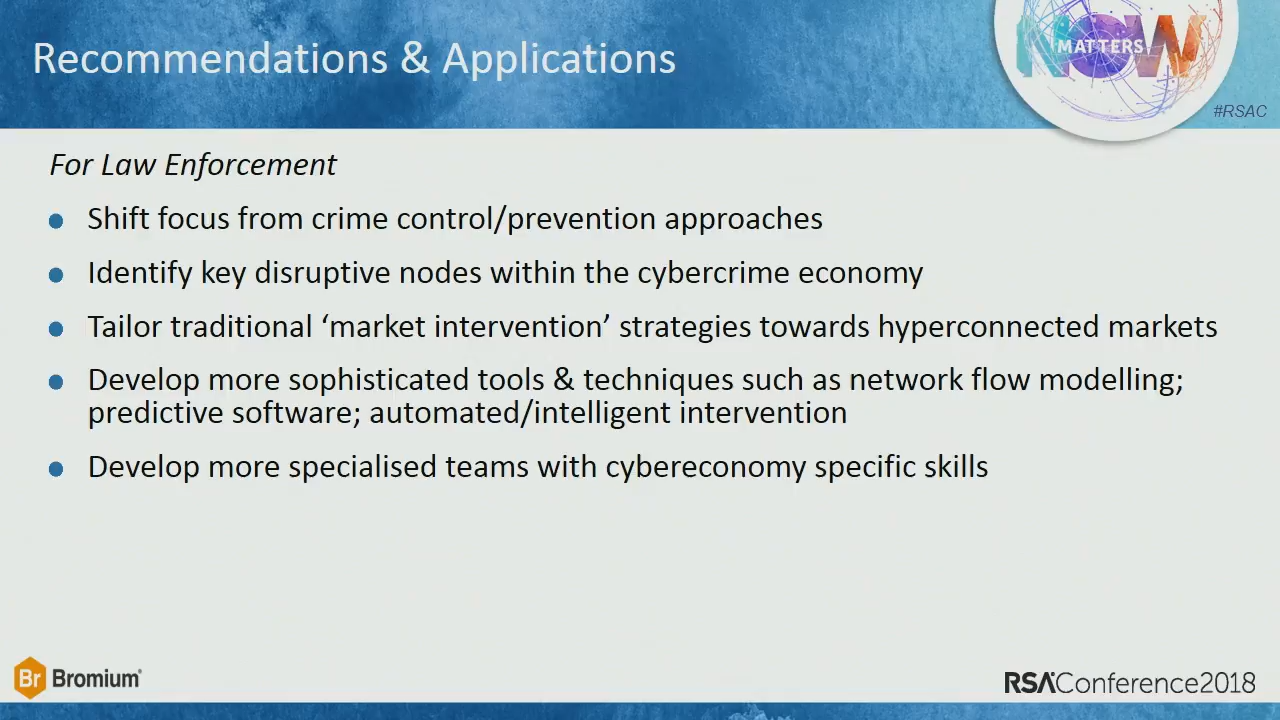 Recommendations & Applications
NOW
MATTERS
#RSAC
For Law Enforcement
Shift focus from crime control/prevention approaches
Identify key disruptive nodes within the cybercrime economy
Tailor traditional ‘market intervention’ strategies towards hyperconnected markets
Develop more sophisticated tools & techniques such as network flow modelling;
predictive software; automated/intelligent intervention
Develop more specialised teams with cybereconomy specific skills
Br Bromium
RSAConference2018